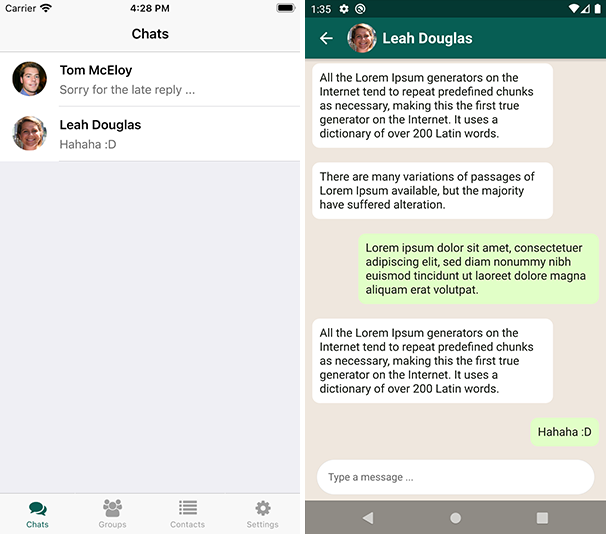 Carrier
4:28 PM
Chats
Tom McEloy
Sorry for the late reply ...
Leah Douglas
Hahaha :D
Chats
Groups
Contacts
Settings
1:35
Leah Douglas
All the Lorem Ipsum generators on the
Internet tend to repeat predefined chunks
as necessary, making this the first true
generator on the Internet. It uses a
dictionary of over 200 Latin words.
There are many variations of passages of
Lorem Ipsum available, but the majority
have suffered alteration.
Lorem ipsum dolor sit amet, consectetuer
adipiscing elit, sed diam nonummy nibh
euismod tincidunt ut laoreet dolore magna
aliquam erat volutpat.
All the Lorem Ipsum generators on the
Internet tend to repeat predefined chunks
as necessary, making this the first true
generator on the Internet. It uses a
dictionary of over 200 Latin words.
Hahaha :D
Type a message ...